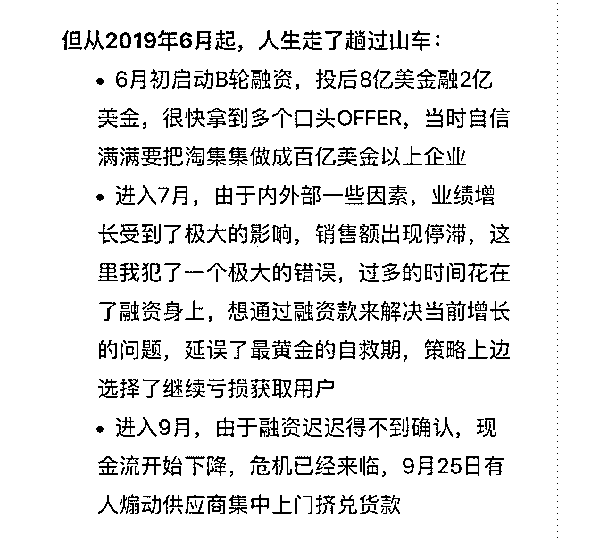 但从2019年6月起，人生走了趟过山车：
• 6月初启动B轮融资，投后8亿美金融2亿
美金，很快拿到多个口头OFFER，当时自信
满满要把淘集集做成百亿美金以上企业
• 进入7月，由于内外部一些因素，业绩增
长受到了极大的影响，销售额出现停滞，这
里我犯了一个极大的错误，过多的时间花在
了融资身上，想通过融资款来解决当前增长
的问题，延误了最黄金的自救期，策略上边
选择了继续亏损获取用户
• 进入9月，由于融资迟迟得不到确认，现
金流开始下降，危机已经来临，9月25日有
人煽动供应商集中上门挤兑货款